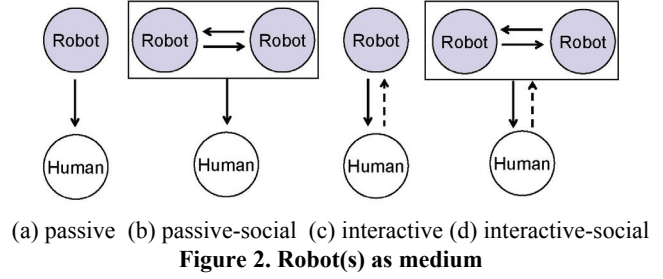 Robot Robot Robot Robot Robot Robot
Human Human Human Human
(a) passive (b) passive-social (c) interactive (d) interactive-social
Figure 2. Robot(s) as medium